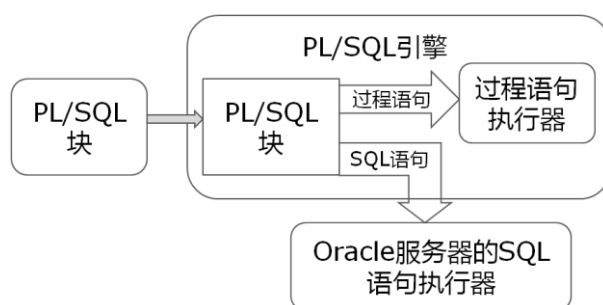 PL/SQL引擎
PL/SQL
块
PL/SQL
块
过程语句
过程语句
执行器
SQL语句
Oracle服务器的SQL
语句执行器